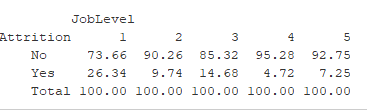 JobLevel
Attrition 1 2 3 4 5
No 73.66 90.26 85.32 95.28 92.75
Yes 26.34 9.74 14.68 4.72 7.25
Total 100.00 100.00 100.00 100.00 100.00